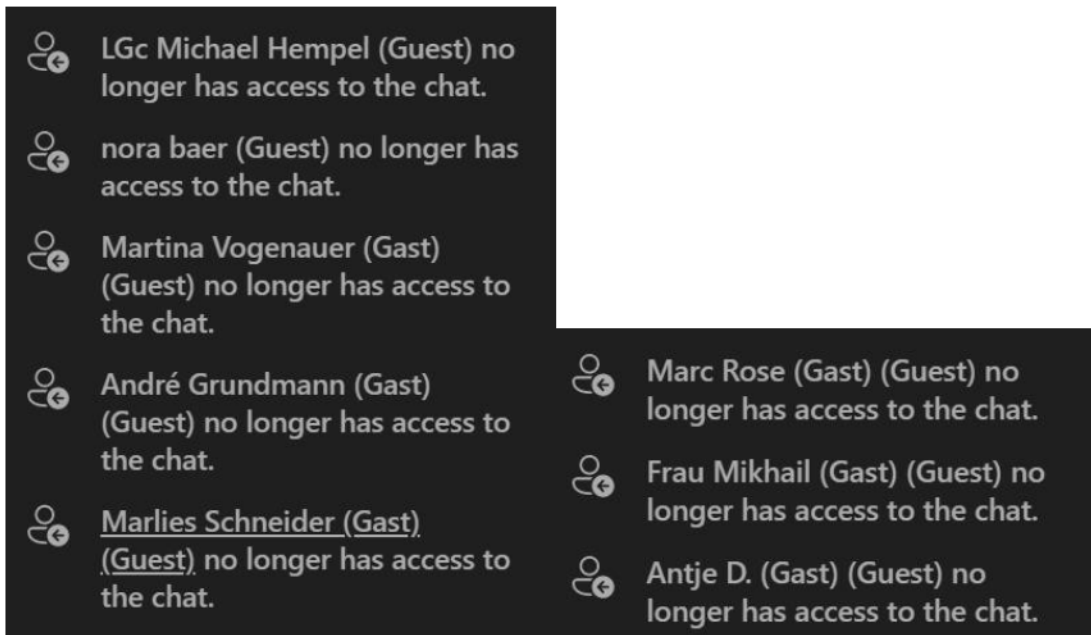 LGc Michael Hempel (Guest) no
longer has access to the chat.
nora baer (Guest) no longer has
access to the chat.
Martina Vogenauer (Gast)
(Guest) no longer has access to
the chat.
André Grundmann (Gast)
(Guest) no longer has access to
the chat.
Marlies Schneider (Gast)
(Guest) no longer has access to
the chat.
Marc Rose (Gast) (Guest) no
longer has access to the chat.
Frau Mikhail (Gast) (Guest) no
longer has access to the chat.
Antje D. (Gast) (Guest) no
longer has access to the chat.